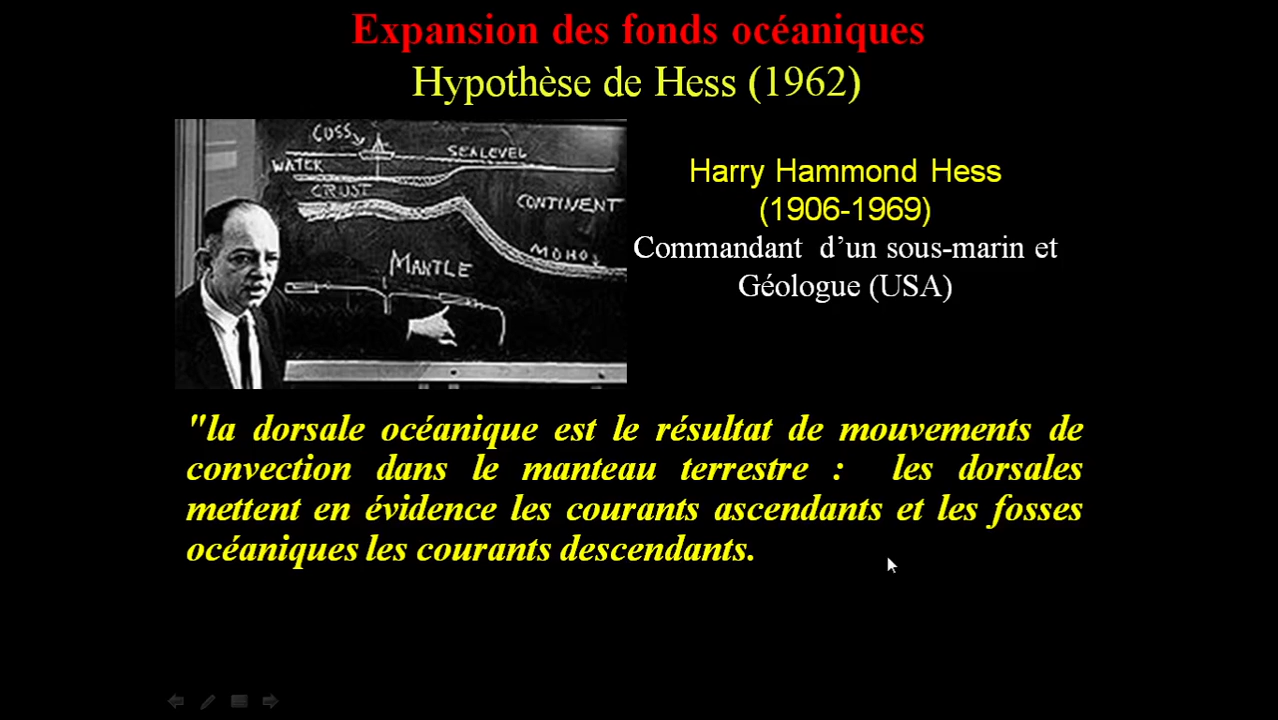 Expansion des fonds océaniques
Hypothèse de Hess (1962)
CUSS
WATER
SEA LEVEL
CRUST
CONTINENT
MOHO
MANTLE
Harry Hammond Hess
(1906-1969)
Commandant d’un sous-marin et
Géologue (USA)
"la dorsale océanique est le résultat de mouvements de
convection dans le manteau terrestre : les dorsales
mettent en évidence les courants ascendants et les fosses
océaniques les courants descendants.